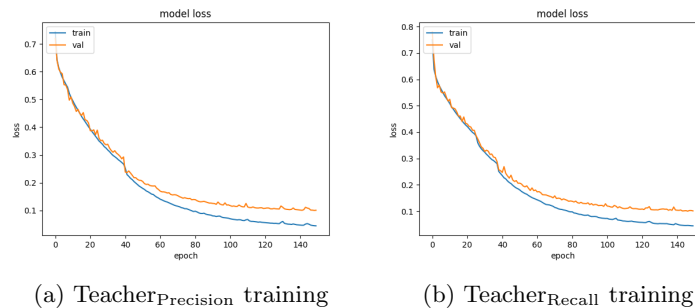 model loss
train
val
0.7
0.6
0.5
0.4
0.3
0.2
0.1
loss
0 20 40 60 80 100 120 140
epoch
(a) Teacher_Precision training
model loss
train
val
0.8
0.7
0.6
0.5
0.4
0.3
0.2
0.1
loss
0 20 40 60 80 100 120 140
epoch
(b) Teacher_Recall training